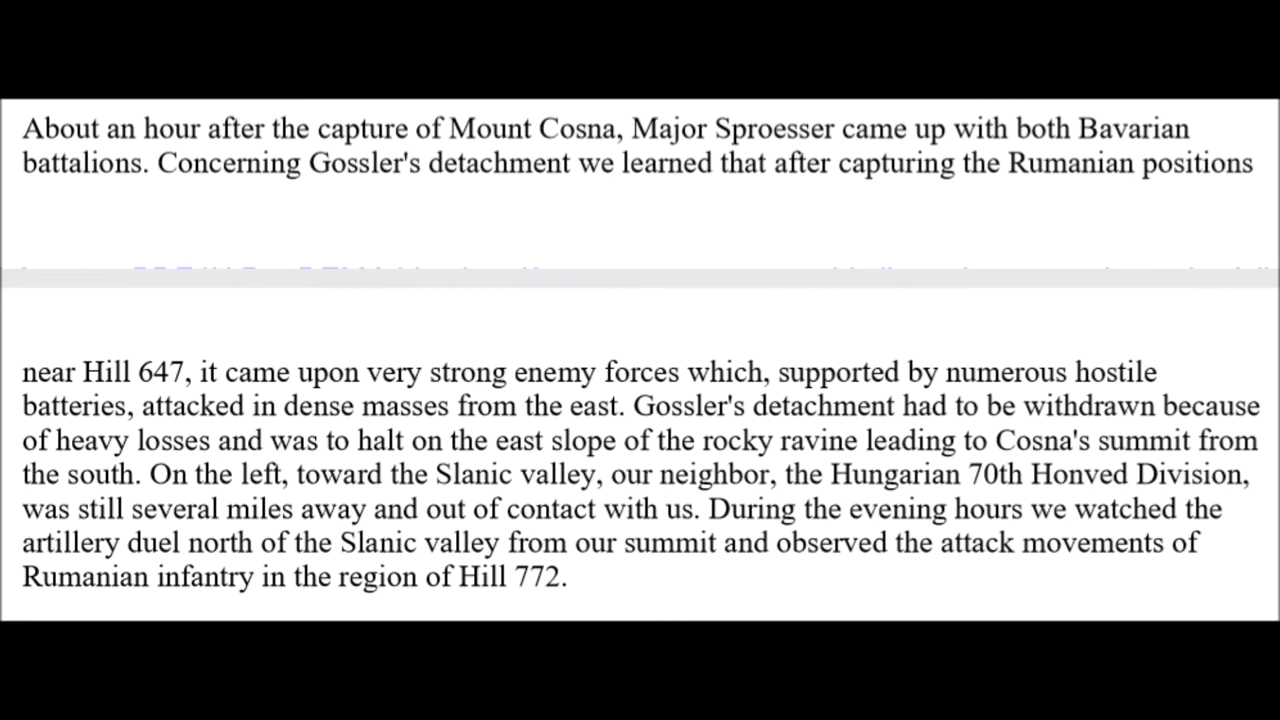 About an hour after the capture of Mount Cosna, Major Sproesser came up with both Bavarian
battalions. Concerning Gossler's detachment we learned that after capturing the Rumanian positions
near Hill 647, it came upon very strong enemy forces which, supported by numerous hostile
batteries, attacked in dense masses from the east. Gossler's detachment had to be withdrawn because
of heavy losses and was to halt on the east slope of the rocky ravine leading to Cosna's summit from
the south. On the left, toward the Slanic valley, our neighbor, the Hungarian 70th Honved Division,
was still several miles away and out of contact with us. During the evening hours we watched the
artillery duel north of the Slanic valley from our summit and observed the attack movements of
Rumanian infantry in the region of Hill 772.